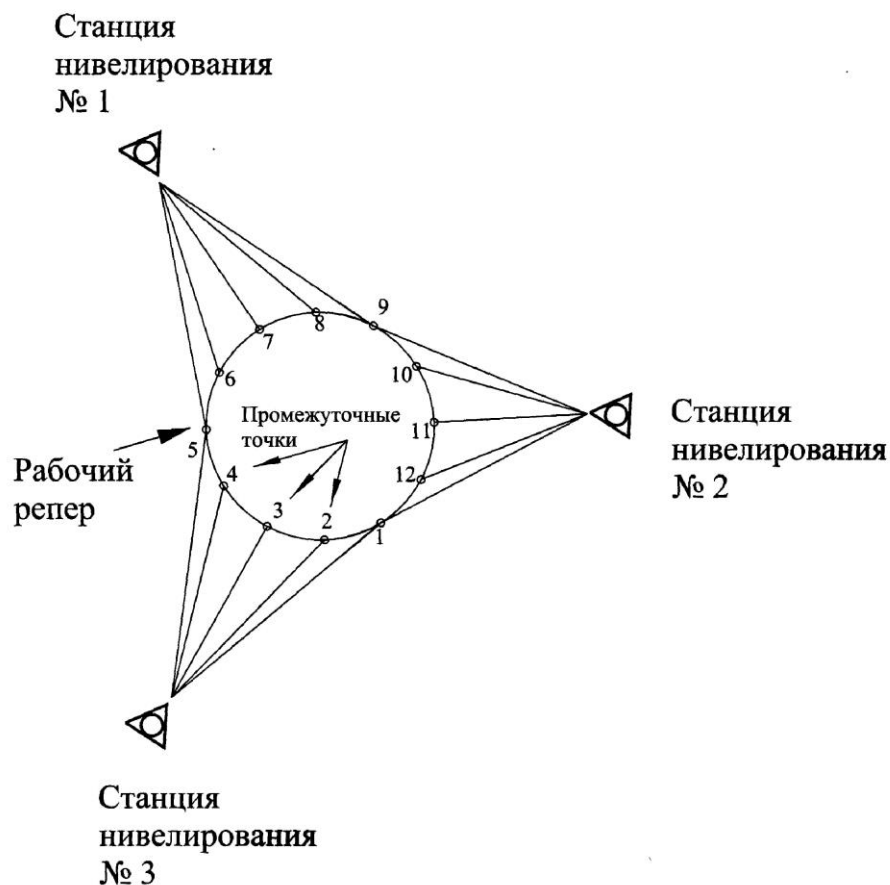 Станция
нивелирования
№ 1
9
8
7
10
6
Промежуточные
точки
11
Станция
нивелирования
№ 2
5
4
12
Рабочий
репер
3
2
1
Станция
нивелирования
№ 3